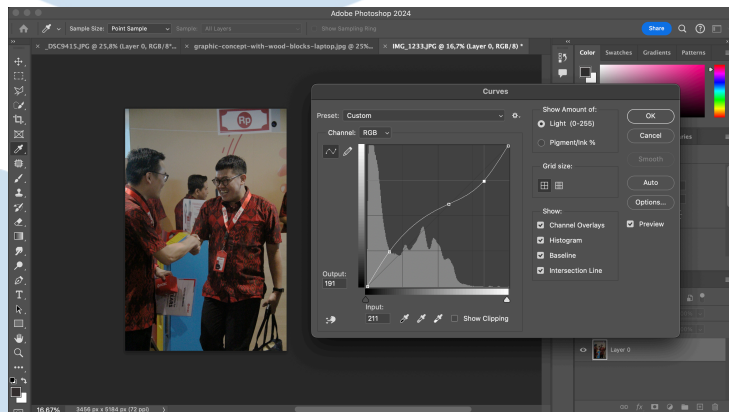 Adobe Photoshop 2024
Sample Size: Point Sample Sample: All Layers Show Sampling Ring Share
× _DSC9415.JPG @ 25,8% (Layer 0, RGB/8*... × graphic-concept-with-wood-blocks-laptop.jpg @ 25%... × IMG_1233.JPG @ 16,7% (Layer 0, RGB/8) *
Color Swatches Gradients Patterns
Curves
Preset: Custom
Channel: RGB
Output:
191
Input:
211
Show Clipping
Show Amount of:
Light (0-255)
Pigment/Ink %
Grid size:
Show:
Channel Overlays
Histogram
Baseline
Intersection Line
OK
Cancel
Smooth
Auto
Options...
Preview
Rp
Layer 0
fx
16,67% 3456 px x 5184 px (72 ppi)